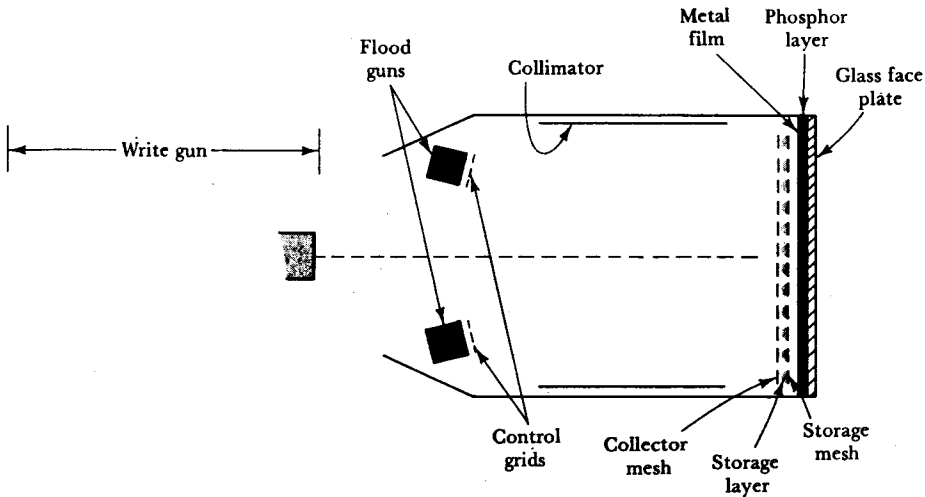 Metal
film
Phosphor
layer
Flood
guns
Collimator
Glass face
plate
Write gun
Control
grids
Collector
mesh
Storage
layer
Storage
mesh